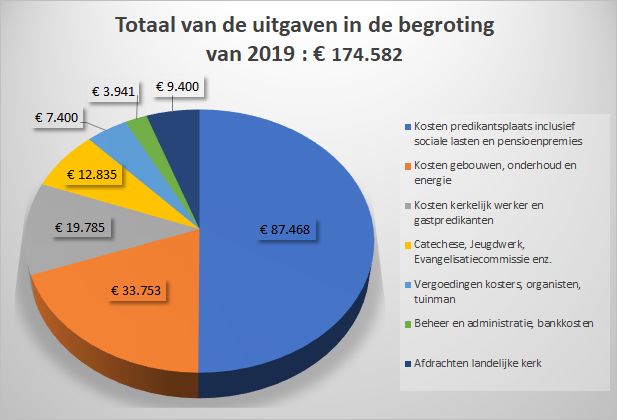 Totaal van de uitgaven in de begroting
van 2019 : € 174.582
€ 9.400
€ 3.941
€ 7.400
€ 12.835
€ 19.785
€ 33.753
€ 87.468
Kosten predikantsplaats inclusief
sociale lasten en pensioenpremies
Kosten gebouwen, onderhoud en
energie
Kosten kerkelijk werker en
gastpredikanten
Catechese, Jeugdwerk,
Evangelisatiecommissie enz.
Vergoedingen kosters, organisten,
tuinman
Beheer en administratie, bankkosten
Afdrachten landelijke kerk